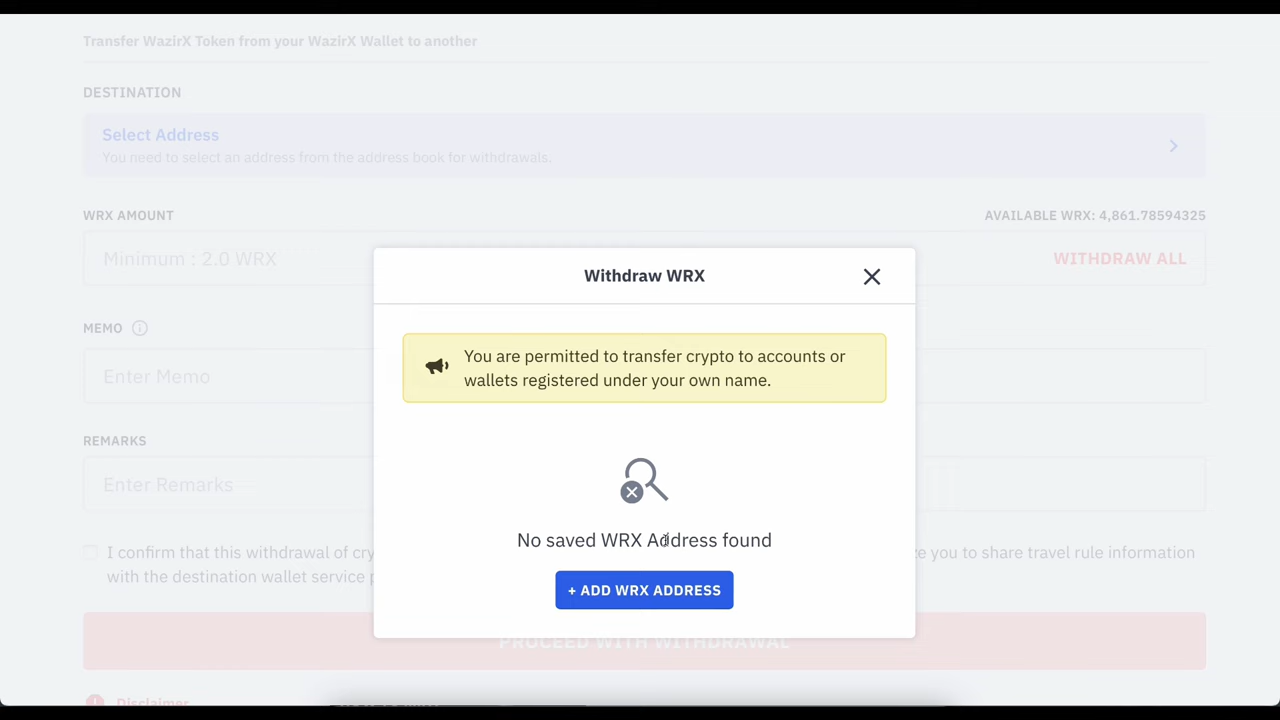 Transfer WazirX Token from your WazirX Wallet to another
DESTINATION
Select Address
You need to select an address from the address book for withdrawals.
WRX AMOUNT
AVAILABLE WRX: 4,861.78594325
Minimum : 2.0 WRX
WITHDRAW ALL
MEMO
Enter Memo
REMARKS
Enter Remarks
I confirm that this withdrawal of cry
e you to share travel rule information
with the destination wallet service p
PROCEED WITH WITHDRAWAL
Disclaimer
Withdraw WRX
You are permitted to transfer crypto to accounts or
wallets registered under your own name.
No saved WRX Address found
+ ADD WRX ADDRESS